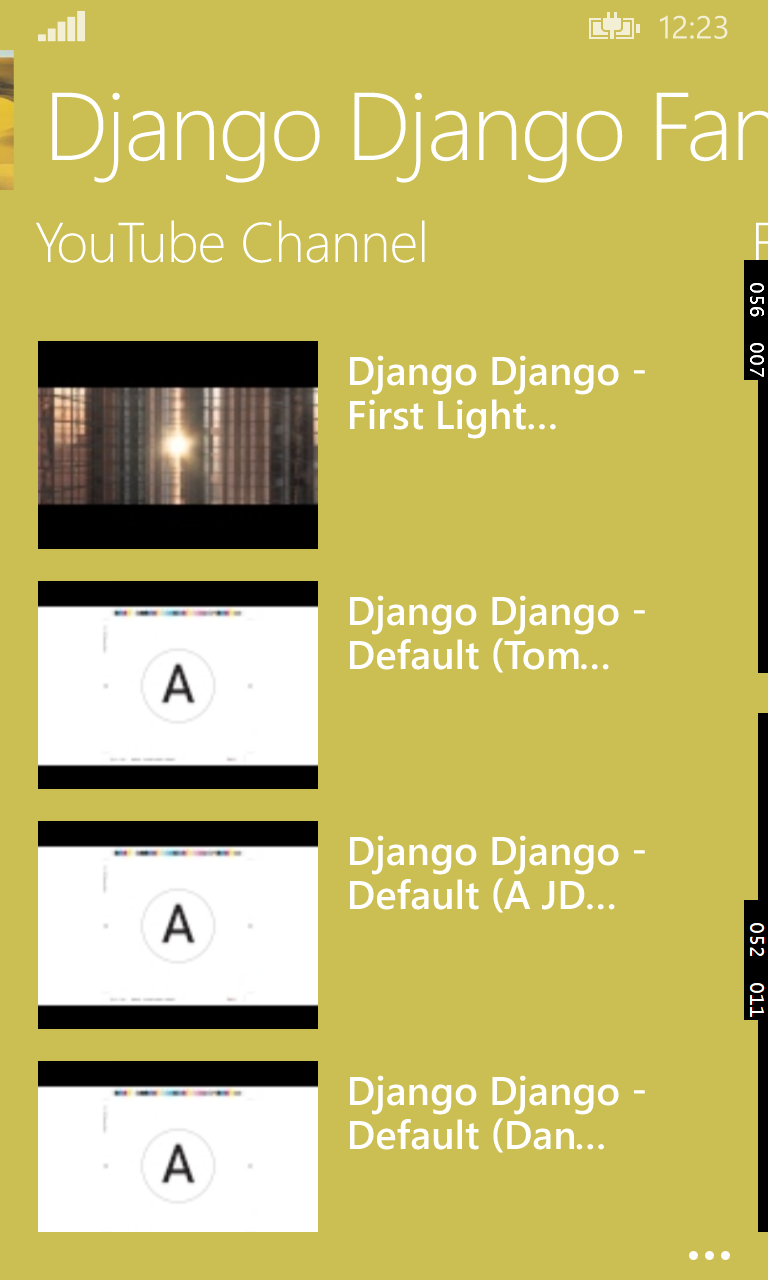 12:23
Django Django Fan
YouTube Channel
056 007
Django Django -
First Light...
Django Django -
Default (Tom...
A
Django Django -
Default (A JD...
A
052 011
Django Django -
Default (Dan...
A